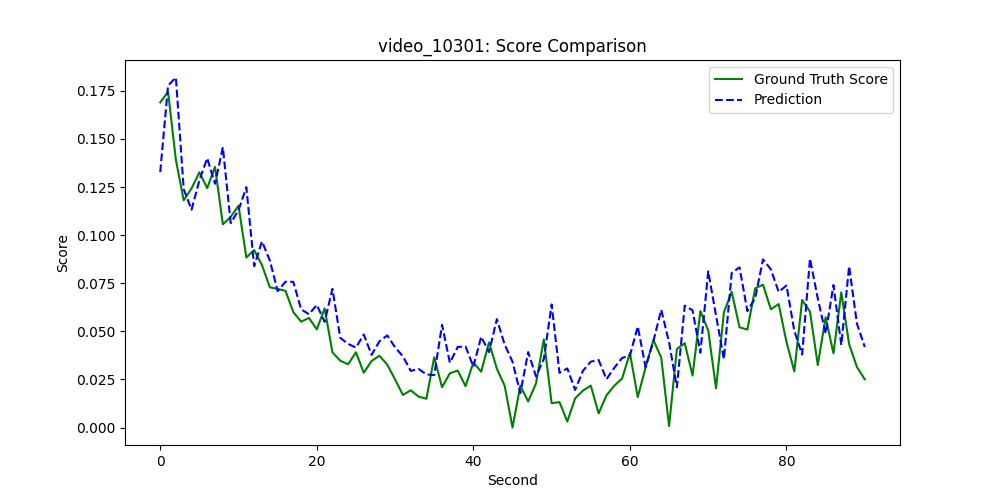 video_10301: Score Comparison
Ground Truth Score
Prediction
Score
0.175
0.150
0.125
0.100
0.075
0.050
0.025
0.000
0 20 40 60 80
Second